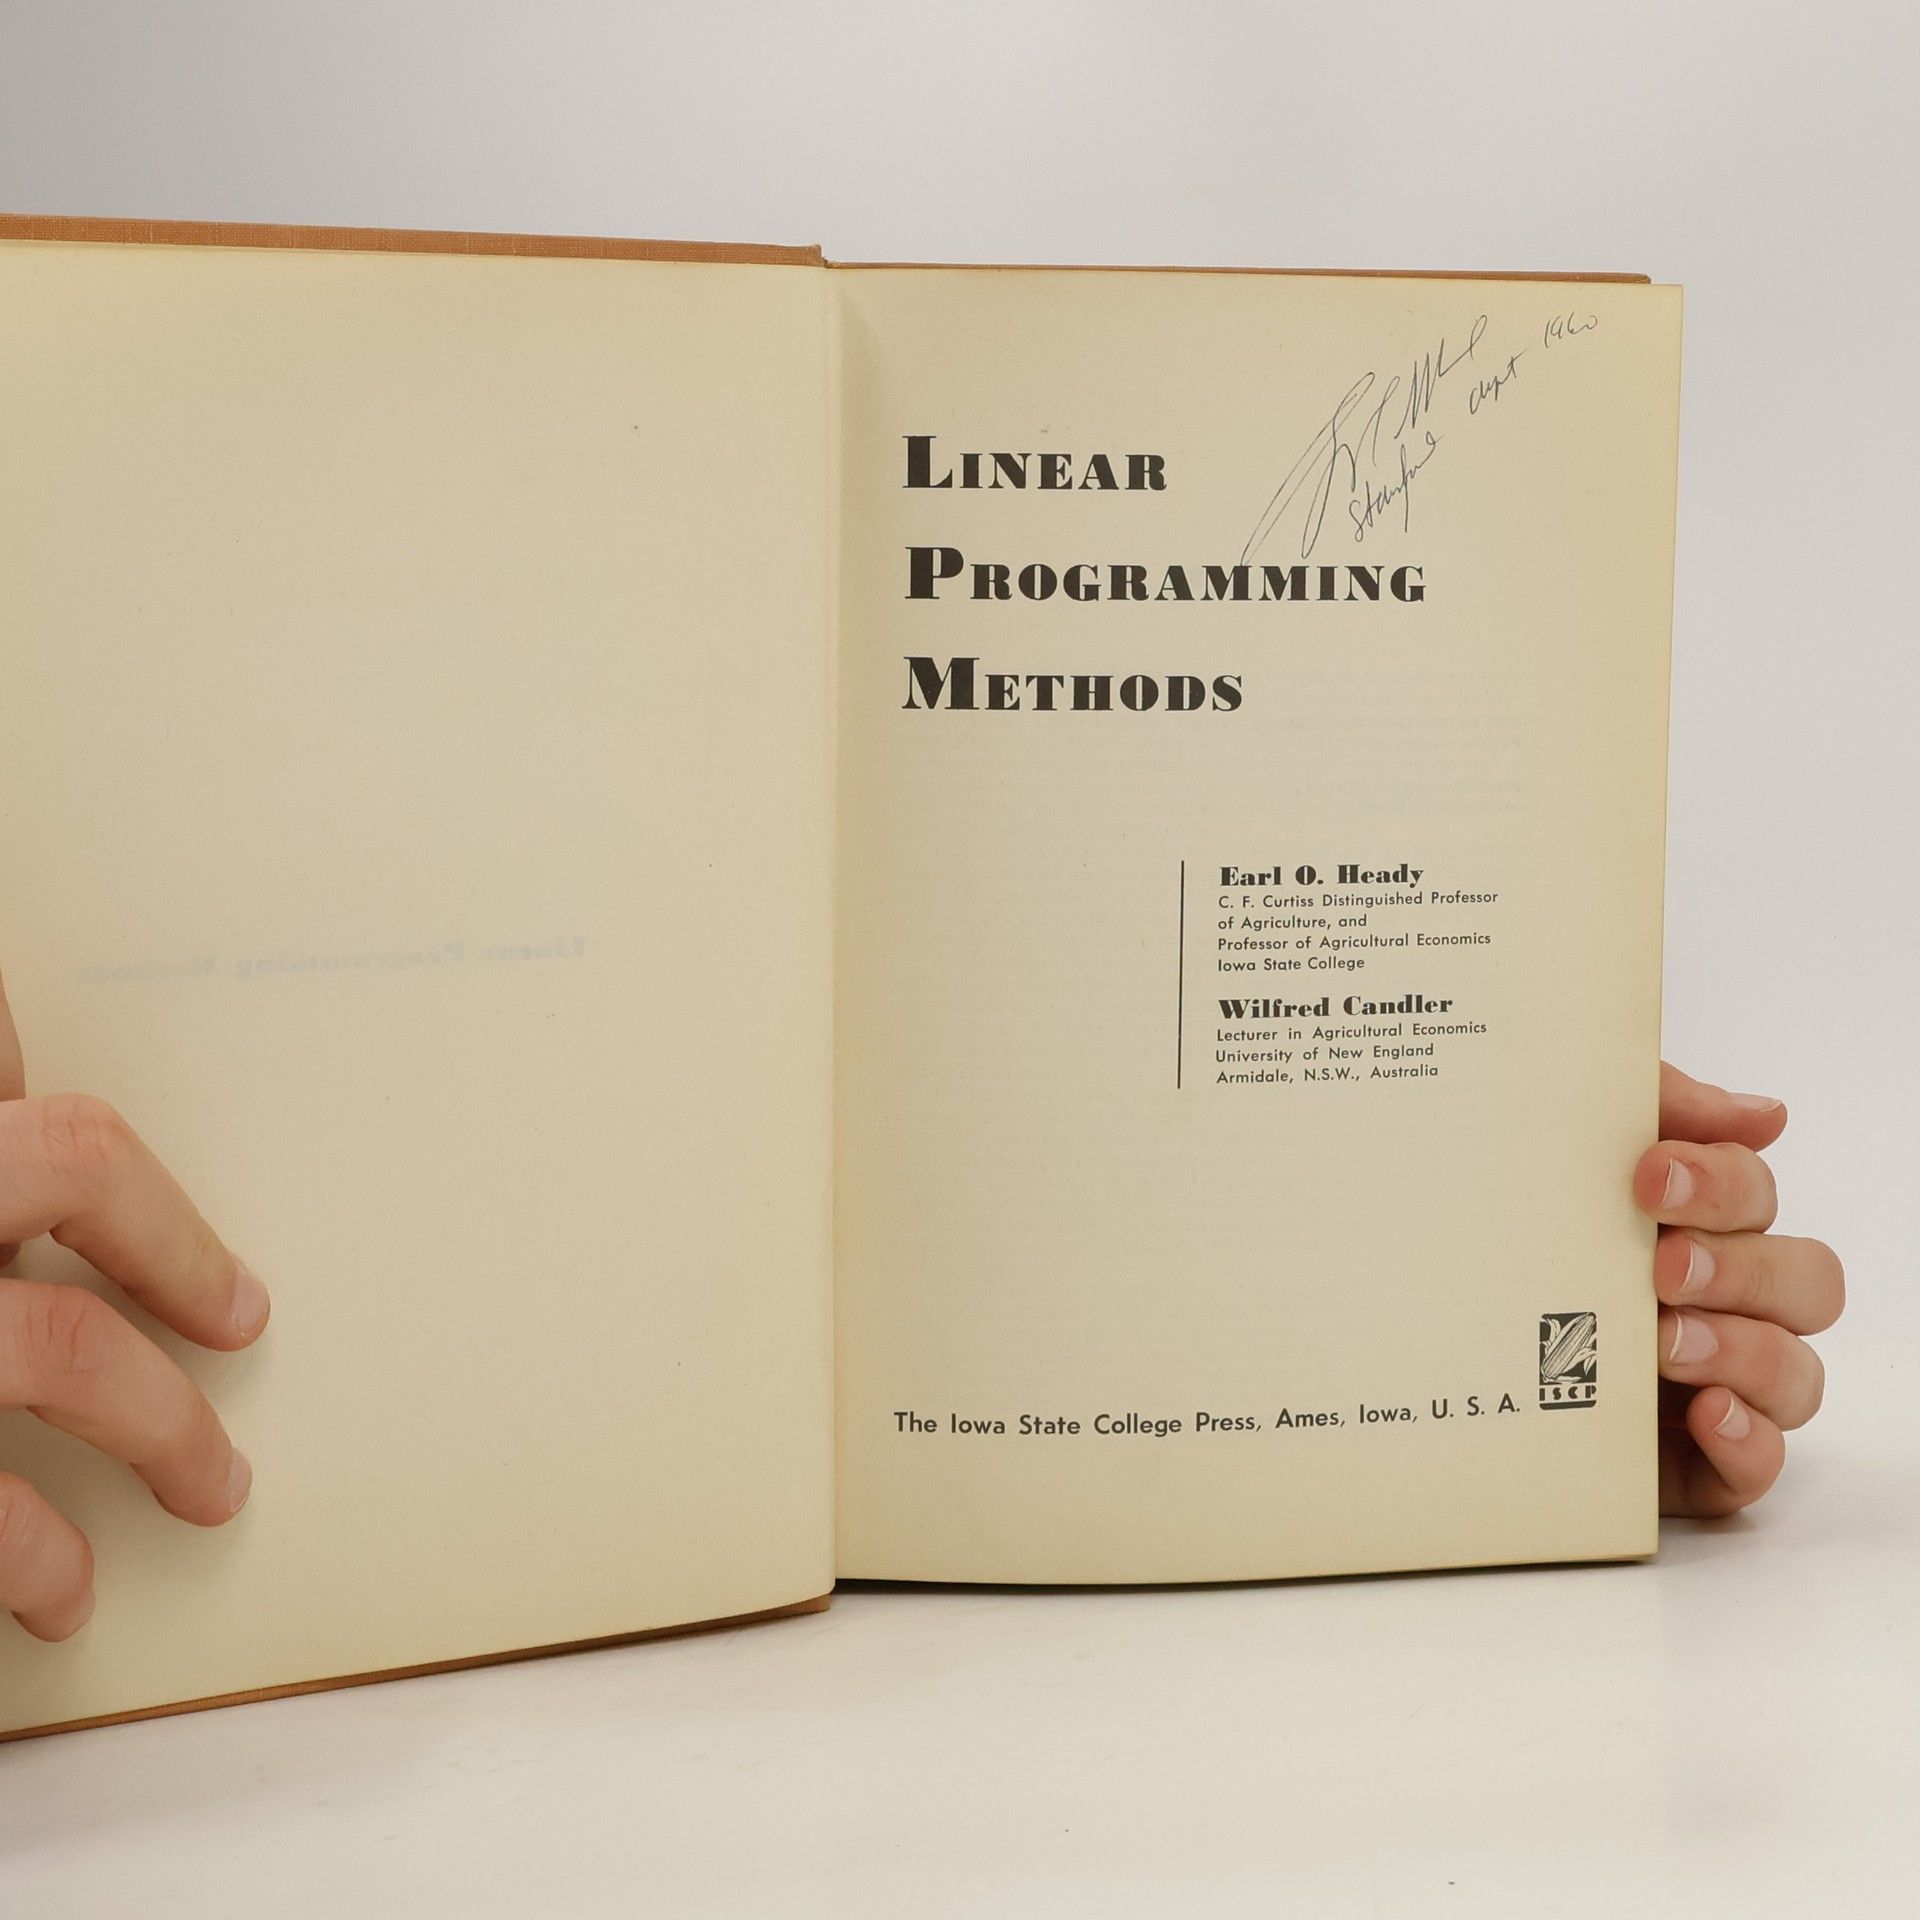 1960
Stanford
LINEAR
PROGRAMMING
METHODS
Earl O. Heady
C. F. Curtiss Distinguished Professor
of Agriculture, and
Professor of Agricultural Economics
Iowa State College
Wilfred Candler
Lecturer in Agricultural Economics
University of New England
Armidale, N.S.W., Australia
ISCP
The Iowa State College Press, Ames, Iowa, U. S. A.